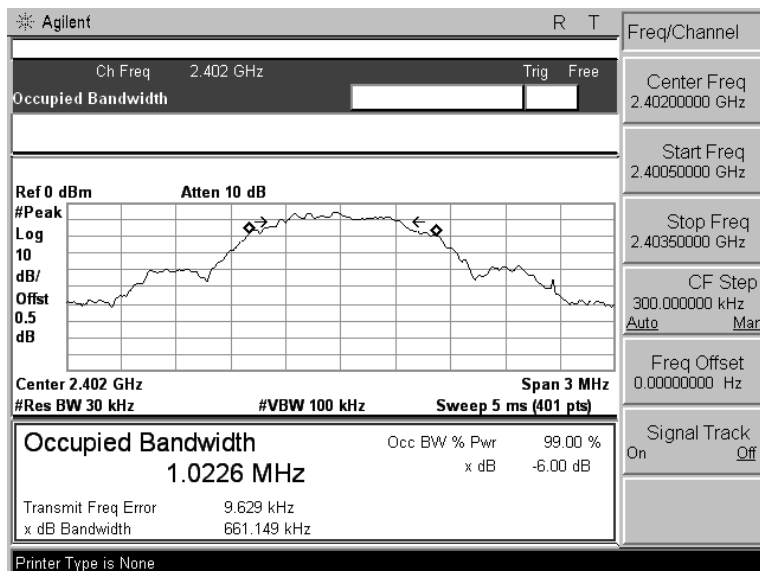 Agilent R T
Ch Freq 2.402 GHz Trig Free
Occupied Bandwidth
Ref 0 dBm Atten 10 dB
#Peak
Log
10
dB/
Offst
0.5
dB
Center 2.402 GHz Span 3 MHz
#Res BW 30 kHz #VBW 100 kHz Sweep 5 ms (401 pts)
Occupied Bandwidth Occ BW % Pwr 99.00 %
1.0226 MHz x dB -6.00 dB
Transmit Freq Error 9.629 kHz
x dB Bandwidth 661.149 kHz
Printer Type is None
Freq/Channel
Center Freq
2.40200000 GHz
Start Freq
2.40050000 GHz
Stop Freq
2.40350000 GHz
CF Step
300.000000 kHz
Auto Man
Freq Offset
0.00000000 Hz
Signal Track
On Off